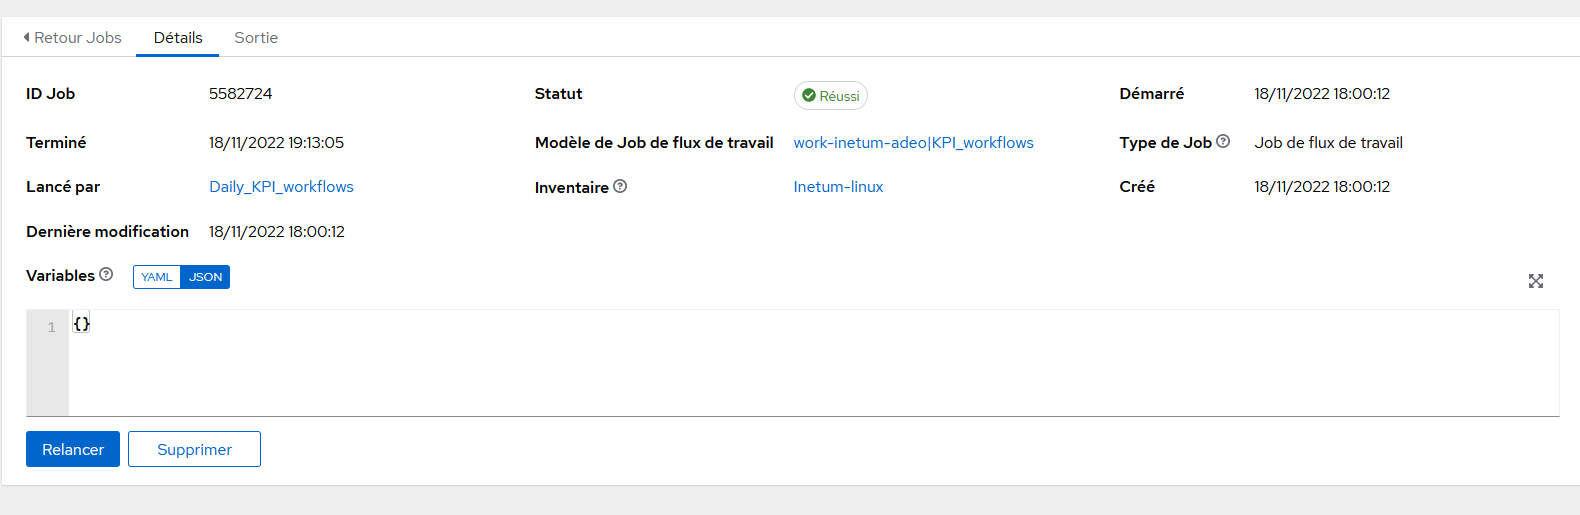 Retour Jobs Détails Sortie
ID Job 5582724 Statut Réussi Démarré 18/11/2022 18:00:12
Terminé 18/11/2022 19:13:05 Modèle de Job de flux de travail work-inetum-adeo|KPI_workflows Type de Job Job de flux de travail
Lancé par Daily_KPI_workflows Inventaire Inetum-linux Créé 18/11/2022 18:00:12
Dernière modification 18/11/2022 18:00:12
Variables YAML JSON
1 {}
Relancer Supprimer